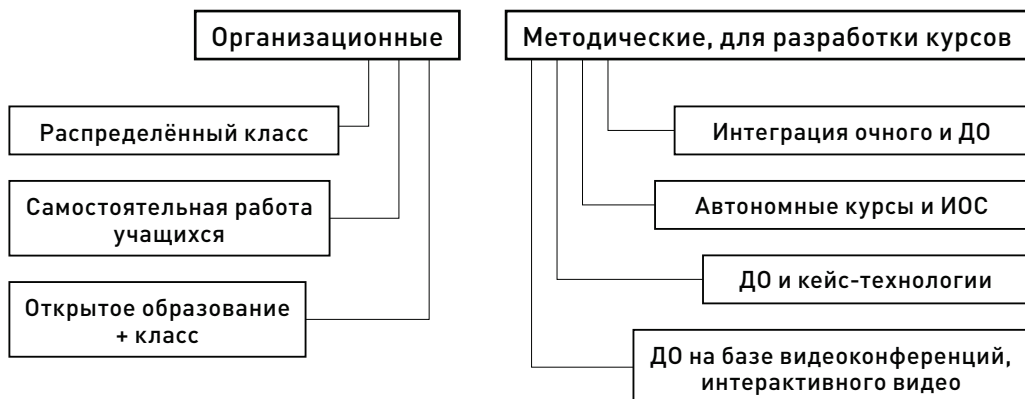 Организационные
Распределённый класс
Самостоятельная работа
учащихся
Открытое образование
+ класс
Методические, для разработки курсов
Интеграция очного и ДО
Автономные курсы и ИОС
ДО и кейс-технологии
ДО на базе видеоконференций,
интерактивного видео